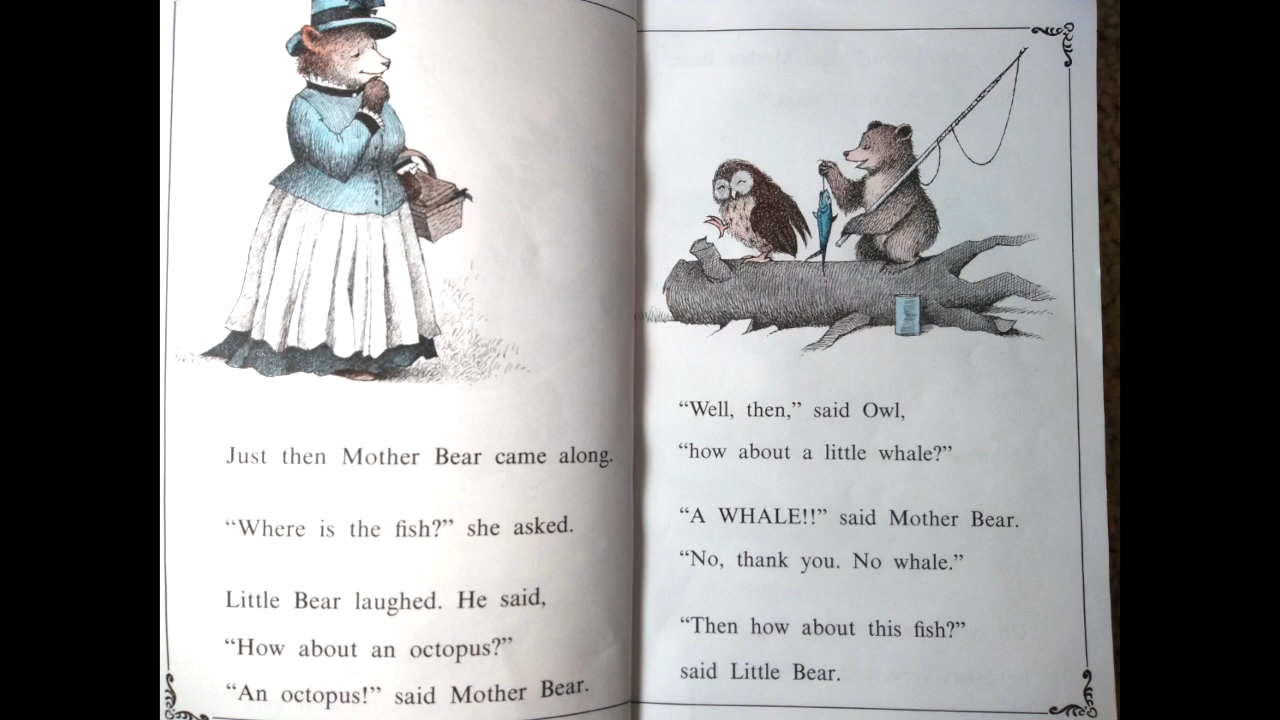 Just then Mother Bear came along.
“Where is the fish?” she asked.
Little Bear laughed. He said,
“How about an octopus?”
“An octopus!” said Mother Bear.
“Well, then,” said Owl,
“how about a little whale?”
“A WHALE!!” said Mother Bear.
“No, thank you. No whale.”
“Then how about this fish?”
said Little Bear.